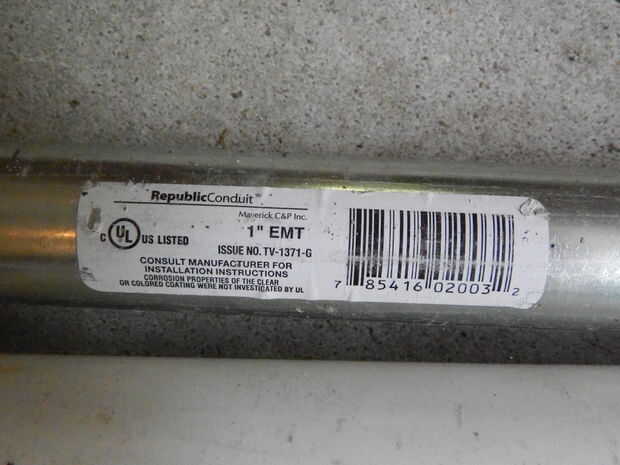 RepublicConduit™
Maverick C&P Inc.
1" EMT
C UL US LISTED
ISSUE NO. TV-1371-G
CONSULT MANUFACTURER FOR
INSTALLATION INSTRUCTIONS
CORROSION PROPERTIES OF THE CLEAR
OR COLORED COATING WERE NOT INVESTIGATED BY UL
7 85416 02003 2